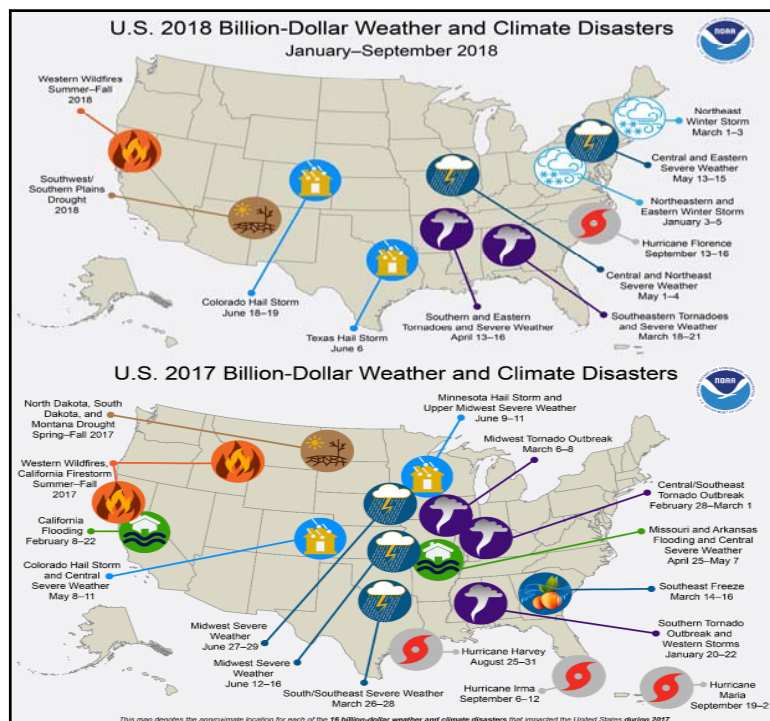 U.S. 2018 Billion-Dollar Weather and Climate Disasters
January–September 2018
NOAA
Western Wildfires
Summer–Fall
2018
Southwest/
Southern Plains
Drought
2018
Colorado Hail Storm
June 18–19
Texas Hail Storm
June 6
Southern and Eastern
Tornadoes and Severe Weather
April 13–16
Southeastern Tornadoes
and Severe Weather
March 18–21
Central and Northeast
Severe Weather
May 1–4
Hurricane Florence
September 13–16
Northeastern and
Eastern Winter Storm
January 3–5
Central and Eastern
Severe Weather
May 13–15
Northeast
Winter Storm
March 1–3
U.S. 2017 Billion-Dollar Weather and Climate Disasters
NOAA
North Dakota, South
Dakota, and
Montana Drought
Spring–Fall 2017
Western Wildfires,
California Firestorm
Summer–Fall
2017
California
Flooding
February 8–22
Colorado Hail Storm
and Central
Severe Weather
May 8–11
Midwest Severe
Weather
June 27–29
Midwest Severe
Weather
June 12–16
South/Southeast Severe Weather
March 26–28
Minnesota Hail Storm and
Upper Midwest Severe Weather
June 9–11
Midwest Tornado Outbreak
March 6–8
Central/Southeast
Tornado Outbreak
February 28–March 1
Missouri and Arkansas
Flooding and Central
Severe Weather
April 25–May 7
Southeast Freeze
March 14–16
Southern Tornado
Outbreak and
Western Storms
January 20–22
Hurricane Harvey
August 25–31
Hurricane Irma
September 6–12
Hurricane
Maria
September 19–2
This map denotes the approximate location for each of the 16 billion-dollar weather and climate disasters that impacted the United States during 2017